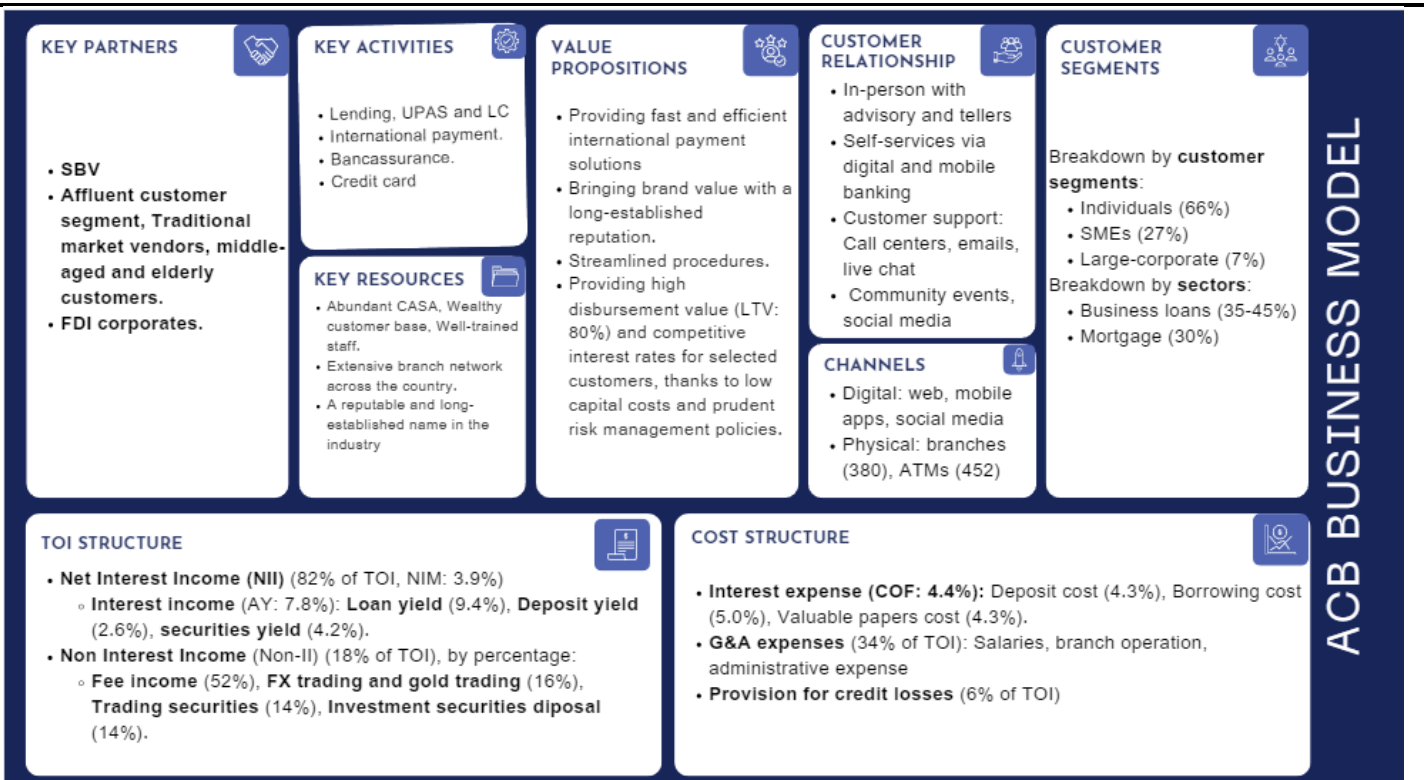 KEY PARTNERS
• SBV
• Affluent customer
segment, Traditional
market vendors, middle-
aged and elderly
customers.
• FDI corporates.
KEY ACTIVITIES
• Lending, UPAS and LC
• International payment.
• Bancassurance.
• Credit card
KEY RESOURCES
• Abundant CASA, Wealthy
customer base, Well-trained
staff.
• Extensive branch network
across the country.
• A reputable and long-
established name in the
industry
VALUE
PROPOSITIONS
• Providing fast and efficient
international payment
solutions
• Bringing brand value with a
long-established
reputation.
• Streamlined procedures.
• Providing high
disbursement value (LTV:
80%) and competitive
interest rates for selected
customers, thanks to low
capital costs and prudent
risk management policies.
CUSTOMER
RELATIONSHIP
• In-person with
advisory and tellers
• Self-services via
digital and mobile
banking
• Customer support:
Call centers, emails,
live chat
• Community events,
social media
CHANNELS
• Digital: web, mobile
apps, social media
• Physical: branches
(380), ATMs (452)
CUSTOMER
SEGMENTS
Breakdown by customer
segments:
• Individuals (66%)
• SMEs (27%)
• Large-corporate (7%)
Breakdown by sectors:
• Business loans (35-45%)
• Mortgage (30%)
TOI STRUCTURE
• Net Interest Income (NII) (82% of TOI, NIM: 3.9%)
◦ Interest income (AY: 7.8%): Loan yield (9.4%), Deposit yield
(2.6%), securities yield (4.2%).
• Non Interest Income (Non-II) (18% of TOI), by percentage:
◦ Fee income (52%), FX trading and gold trading (16%),
Trading securities (14%), Investment securities diposal
(14%).
COST STRUCTURE
• Interest expense (COF: 4.4%): Deposit cost (4.3%), Borrowing cost
(5.0%), Valuable papers cost (4.3%).
• G&A expenses (34% of TOI): Salaries, branch operation,
administrative expense
• Provision for credit losses (6% of TOI)
ACB BUSINESS MODEL